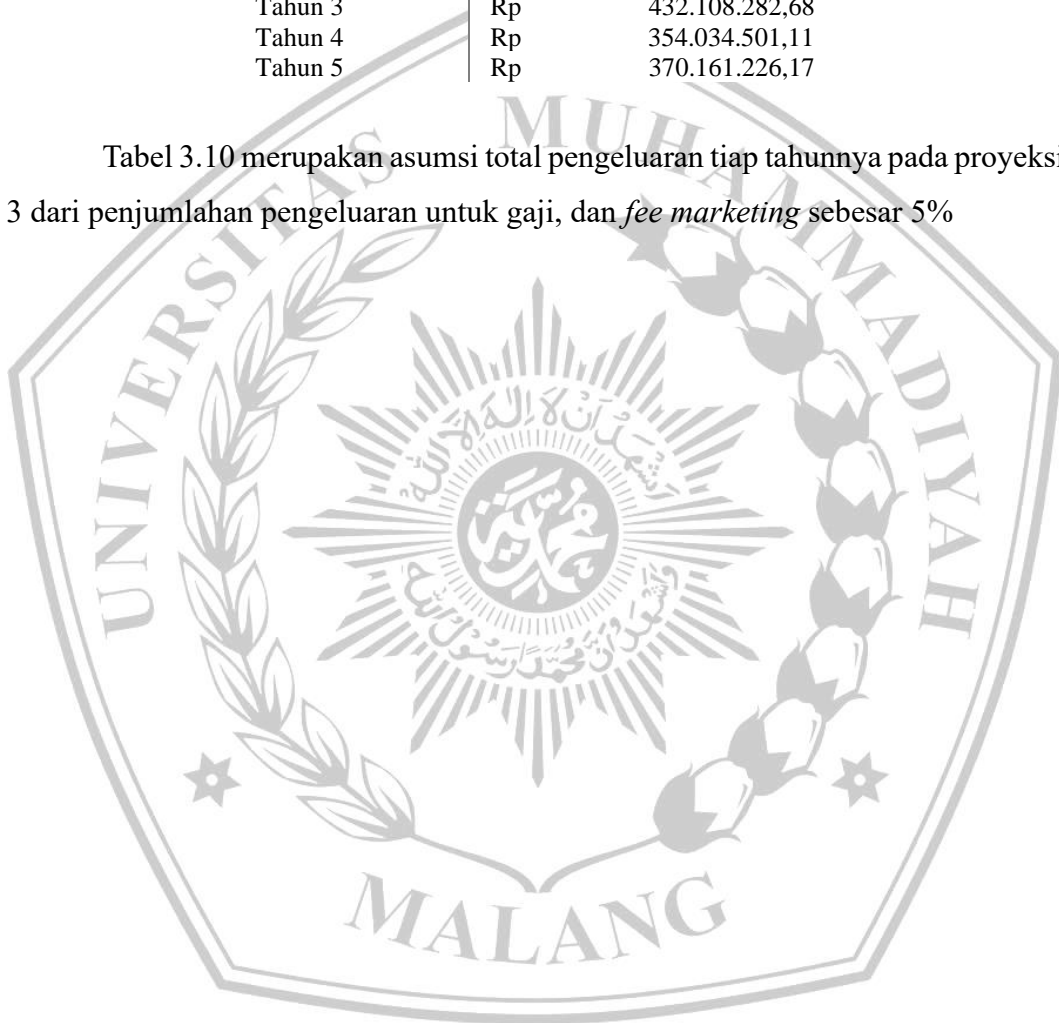 Tahun 3 Rp 432.108.282,68
Tahun 4 Rp 354.034.501,11
Tahun 5 Rp 370.161.226,17
Tabel 3.10 merupakan asumsi total pengeluaran tiap tahunnya pada proyeksi
3 dari penjumlahan pengeluaran untuk gaji, dan fee marketing sebesar 5%
UNIVERSITAS MUHAMMADIYAH
MALANG